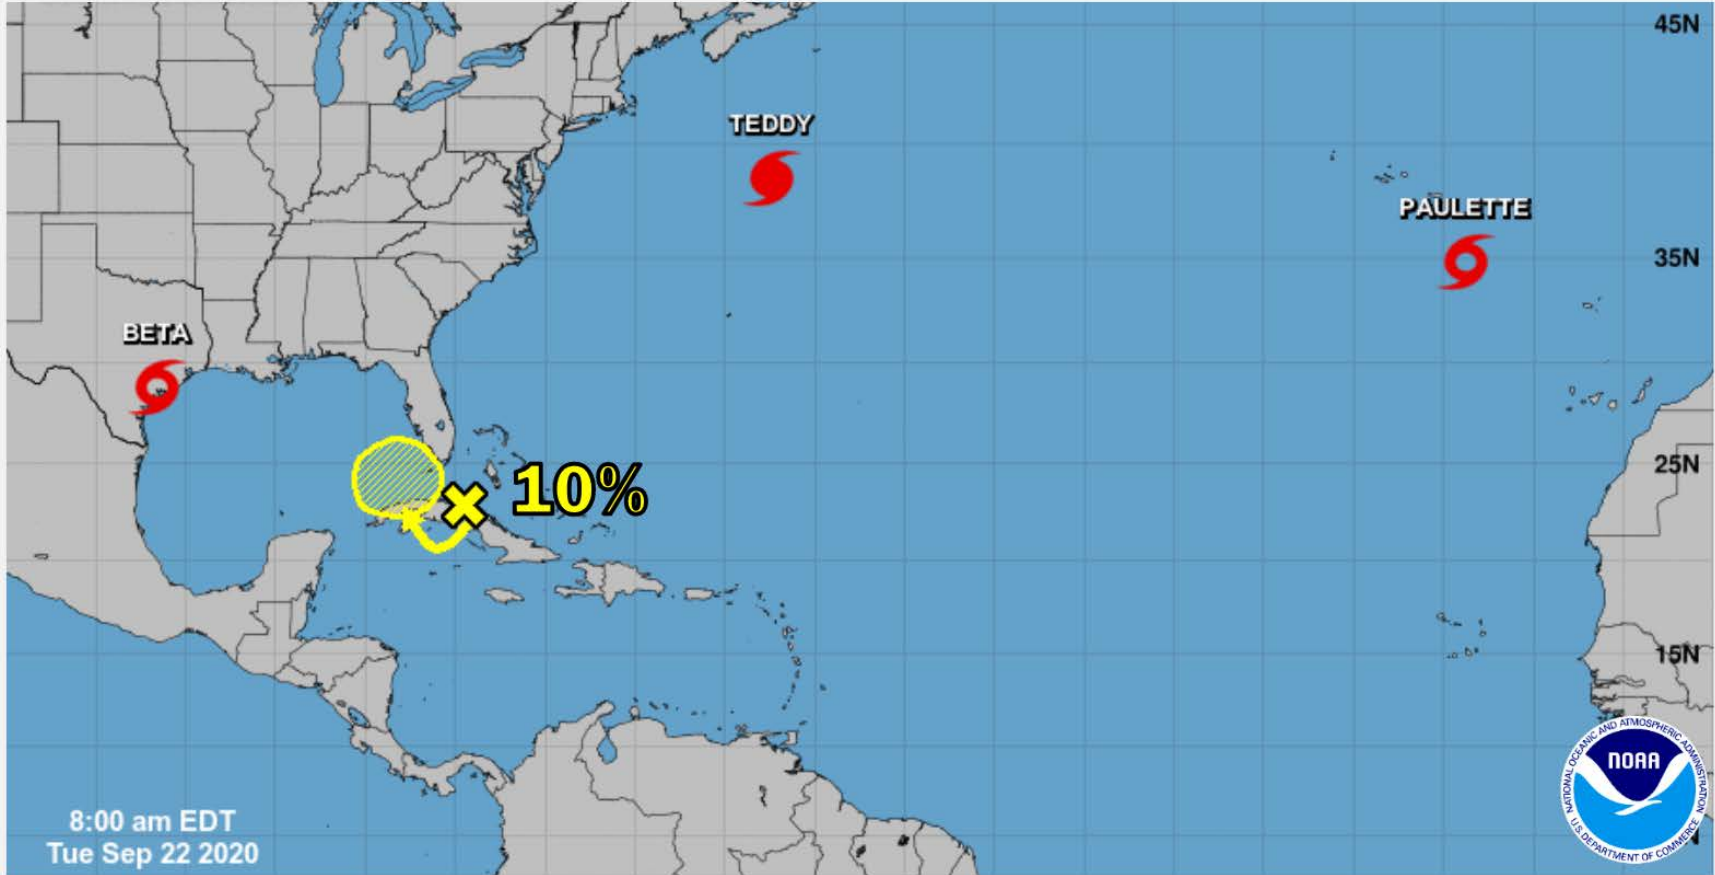 45N
TEDDY
PAULETTE
35N
BETA
25N
10%
15N
NATIONAL OCEANIC AND ATMOSPHERIC ADMINISTRATION
NOAA
U.S. DEPARTMENT OF COMMERCE
8:00 am EDT
Tue Sep 22 2020